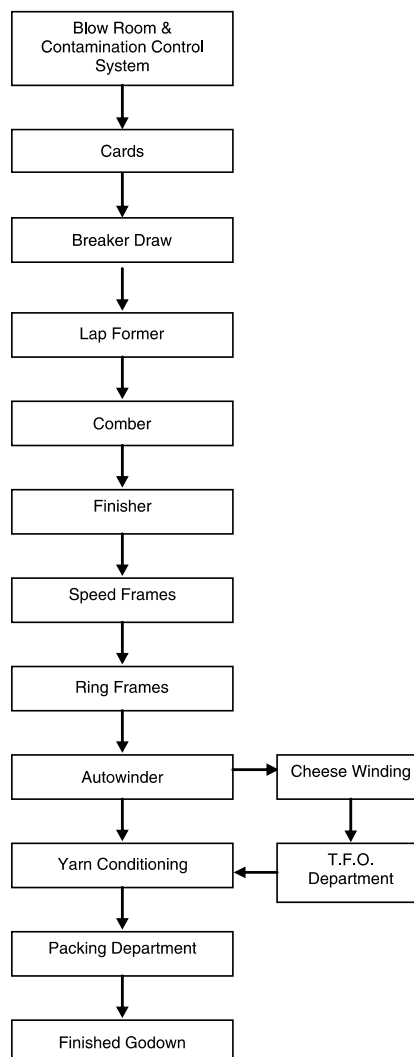 Blow Room &
Contamination Control
System
Cards
Breaker Draw
Lap Former
Comber
Finisher
Speed Frames
Ring Frames
Autowinder
Cheese Winding
Yarn Conditioning
T.F.O.
Department
Packing Department
Finished Godown